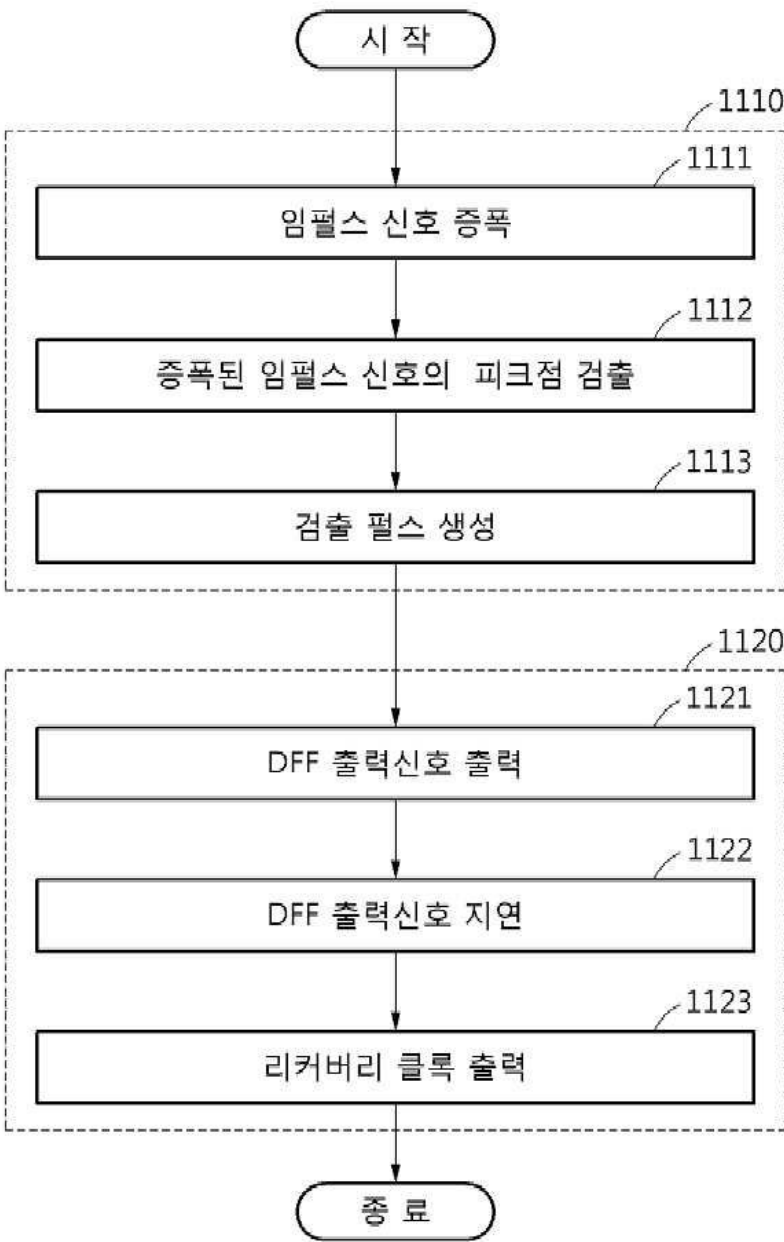 시 작
1110
1111
임펄스 신호 증폭
1112
증폭된 임펄스 신호의 피크점 검출
1113
검출 펄스 생성
1120
1121
DFF 출력신호 출력
1122
DFF 출력신호 지연
1123
리커버리 클록 출력
종 료